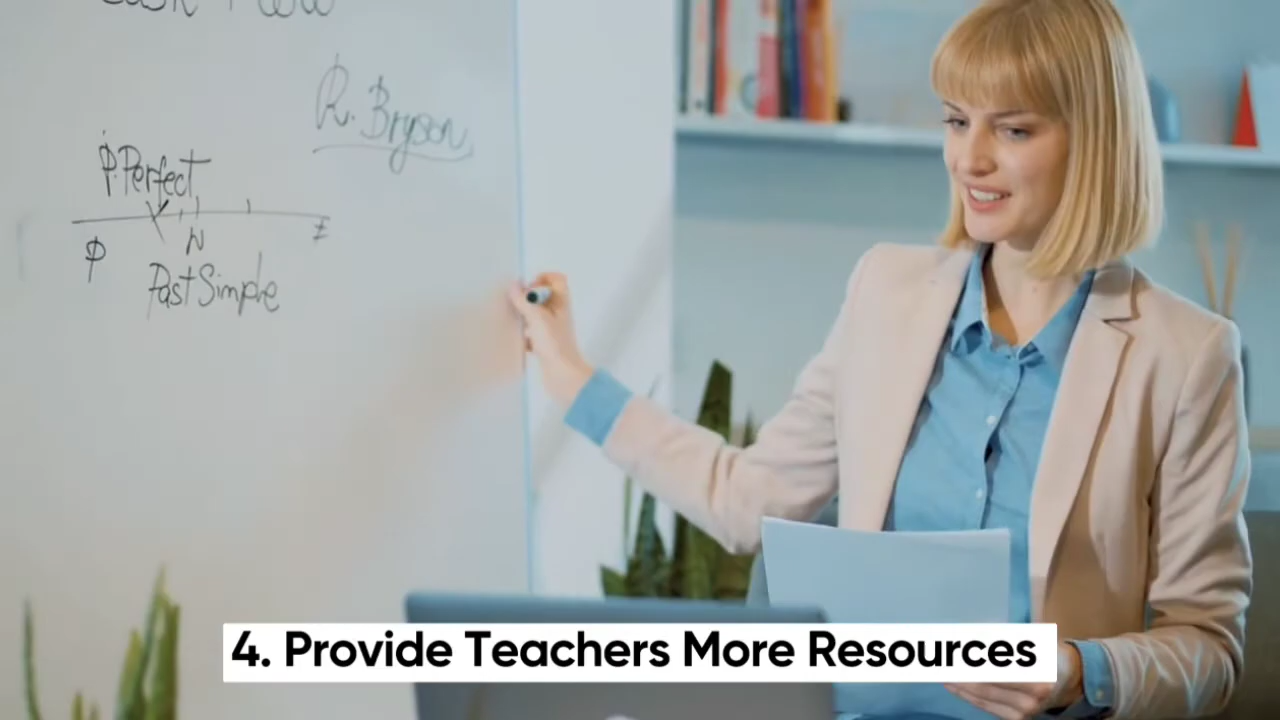 R. Bryson
P. Perfect
P
N
Past Simple
4. Provide Teachers More Resources